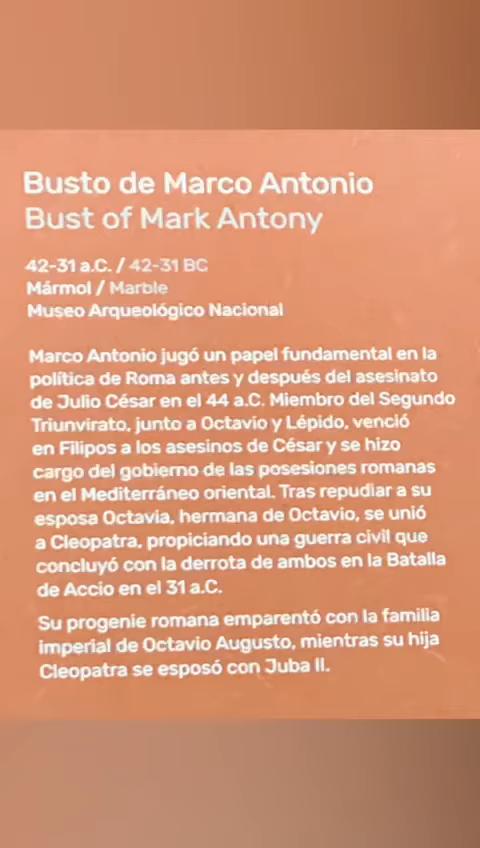 Busto de Marco Antonio
Bust of Mark Antony
42-31 a.C. / 42-31 BC
Mármol / Marble
Museo Arqueológico Nacional
Marco Antonio jugó un papel fundamental en la
política de Roma antes y después del asesinato
de Julio César en el 44 a.C. Miembro del Segundo
Triunvirato, junto a Octavio y Lépido, venció
en Filipos a los asesinos de César y se hizo
cargo del gobierno de las posesiones romanas
en el Mediterráneo oriental. Tras repudiar a su
esposa Octavia, hermana de Octavio, se unió
a Cleopatra, propiciando una guerra civil que
concluyó con la derrota de ambos en la Batalla
de Accio en el 31 a.C.
Su progenie romana emparentó con la familia
imperial de Octavio Augusto, mientras su hija
Cleopatra se esposó con Juba II.